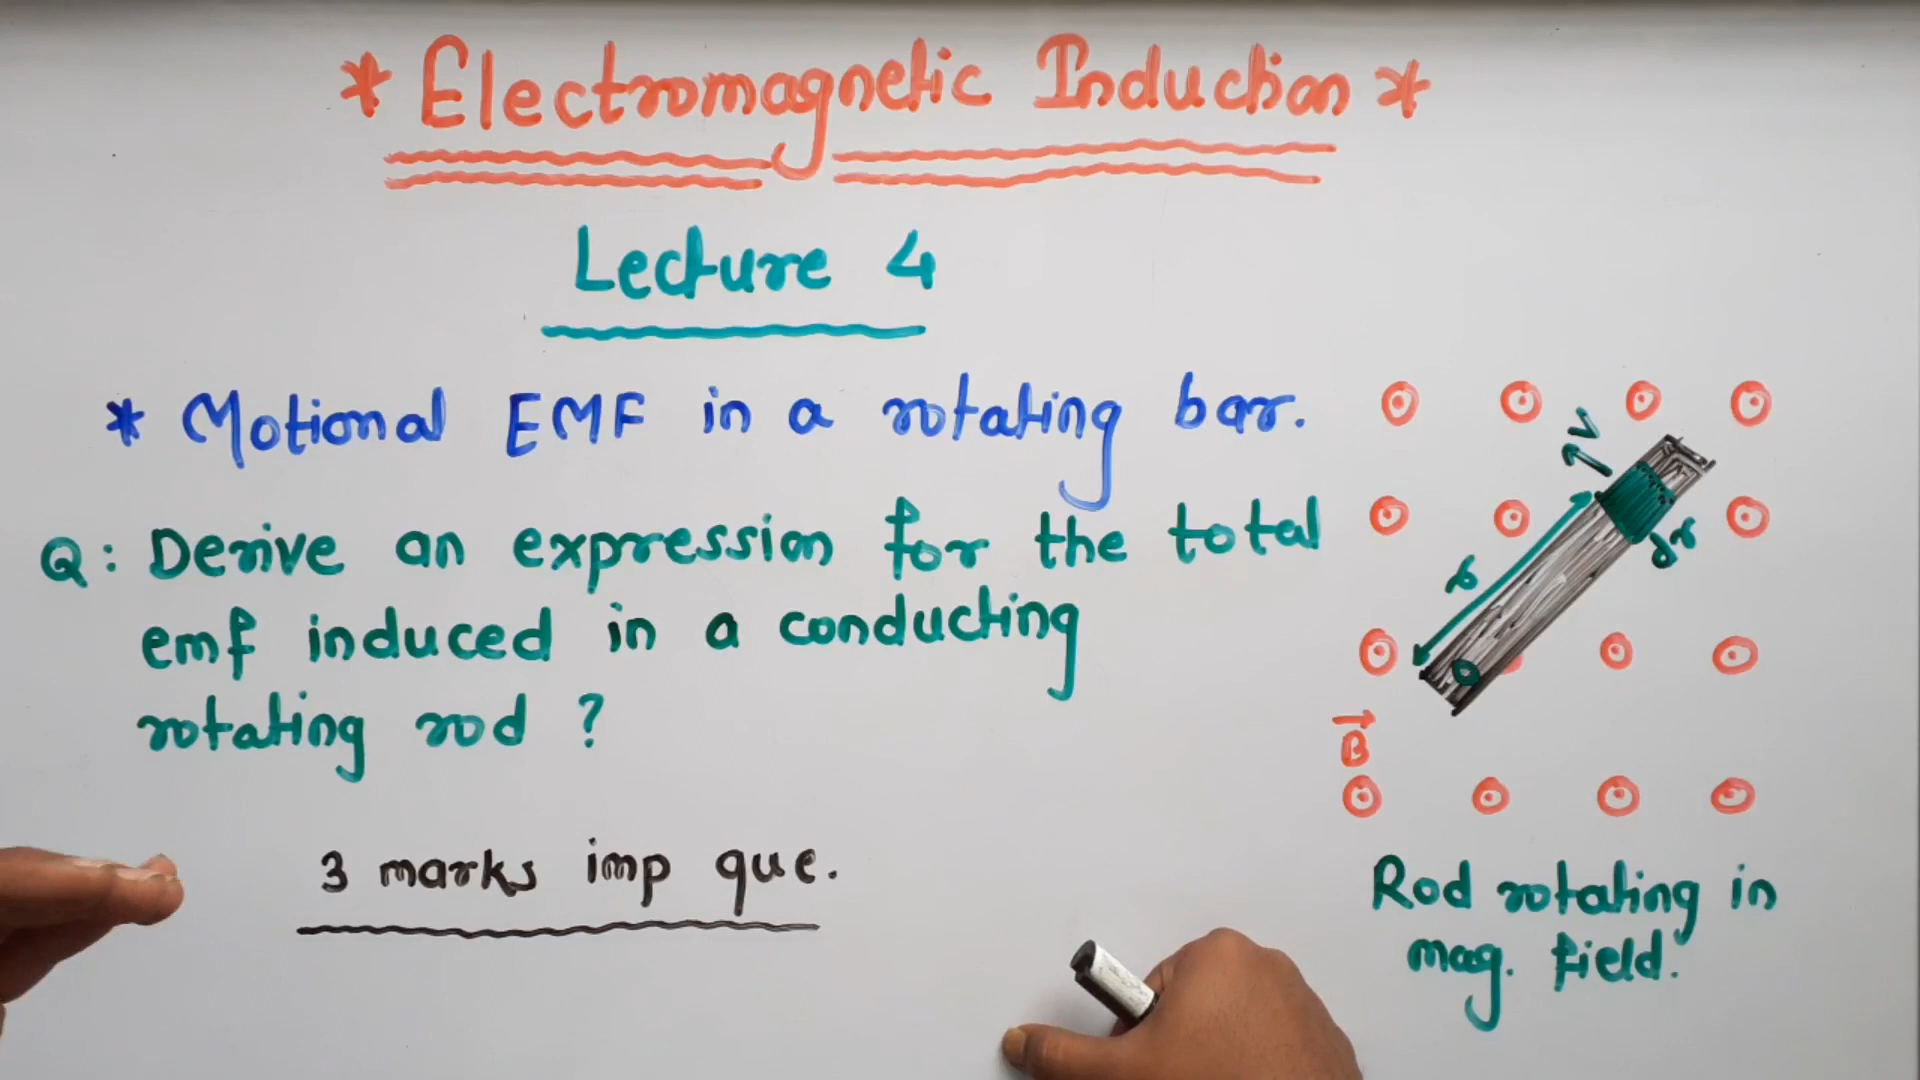 * Electromagnetic Induction *
Lecture 4
* Motional EMF in a rotating bar.
Q: Derive an expression for the total
emf induced in a conducting
rotating rod ?
3 marks imp que.
V
r
dr
O
B
Rod rotating in
mag. field.